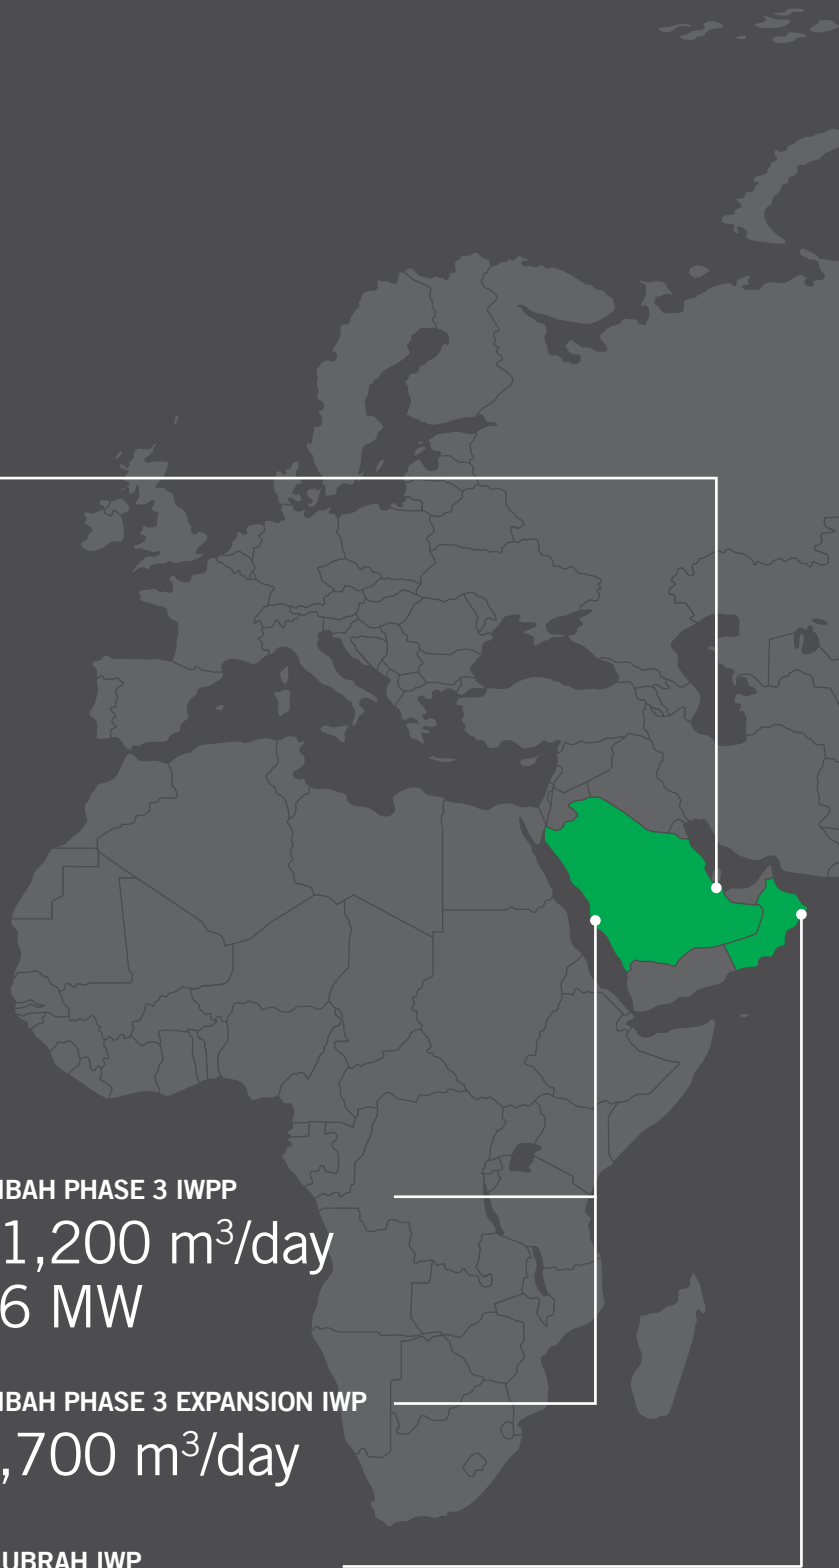 IBAH PHASE 3 IWPP
1,200 m³/day
6 MW
IBAH PHASE 3 EXPANSION IWP
,700 m³/day
UBRAH IWP